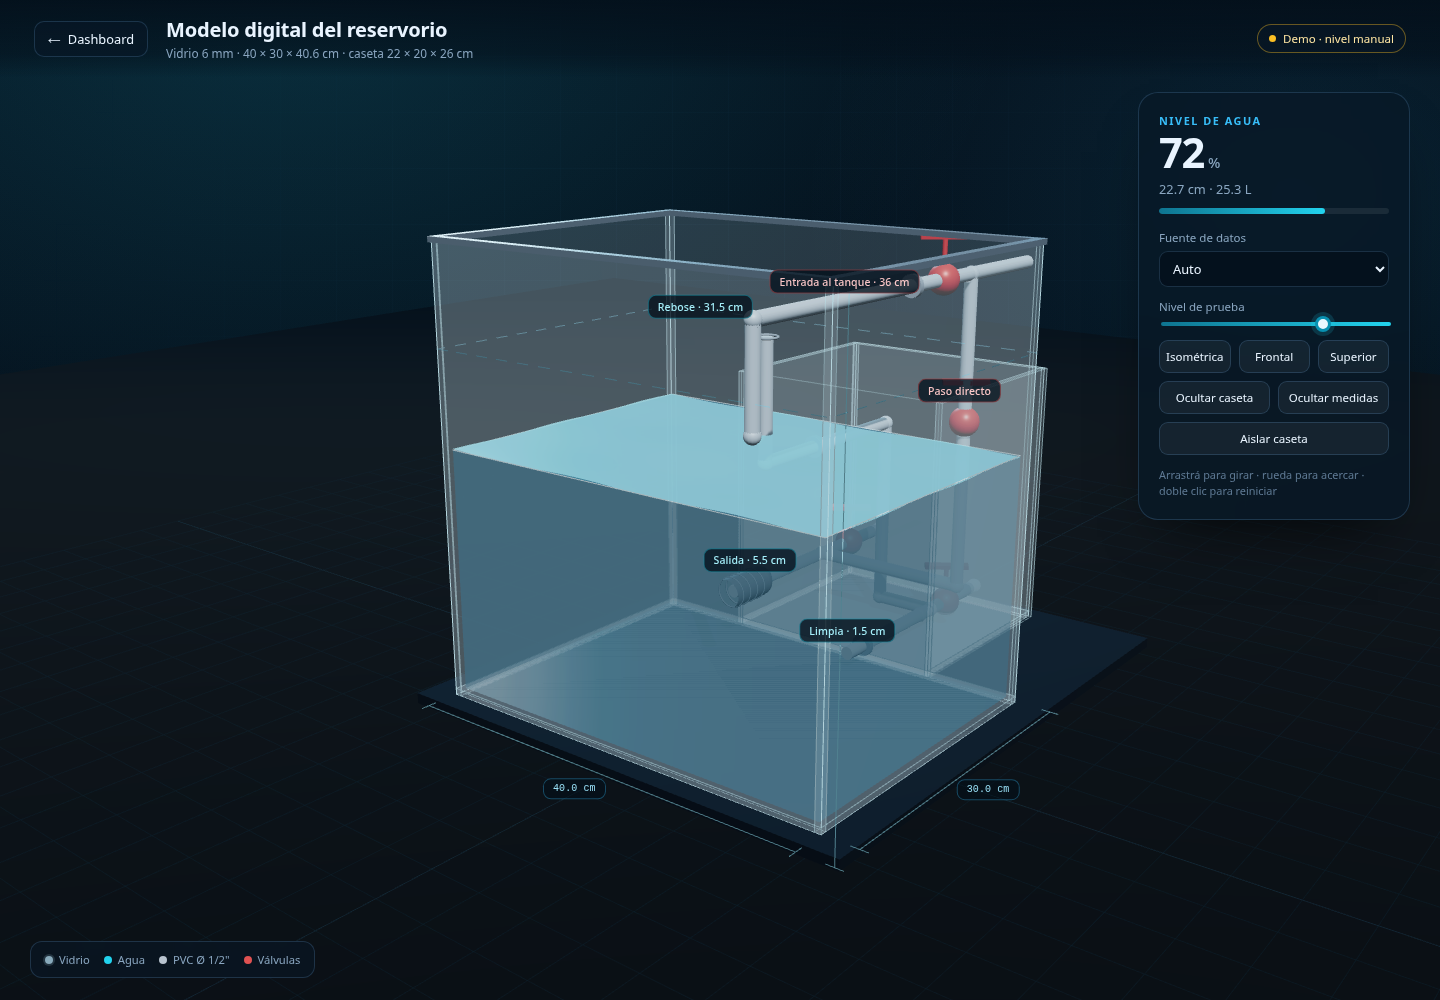 ← Dashboard
Modelo digital del reservorio
Vidrio 6 mm · 40 × 30 × 40.6 cm · caseta 22 × 20 × 26 cm
Demo · nivel manual
NIVEL DE AGUA
72 %
22.7 cm · 25.3 L
Fuente de datos
Auto
Nivel de prueba
Isométrica
Frontal
Superior
Ocultar caseta
Ocultar medidas
Aislar caseta
Arrastrá para girar · rueda para acercar ·
doble clic para reiniciar
Entrada al tanque · 36 cm
Rebose · 31.5 cm
Paso directo
Salida · 5.5 cm
Limpia · 1.5 cm
40.0 cm
30.0 cm
Vidrio
Agua
PVC Ø 1/2"
Válvulas